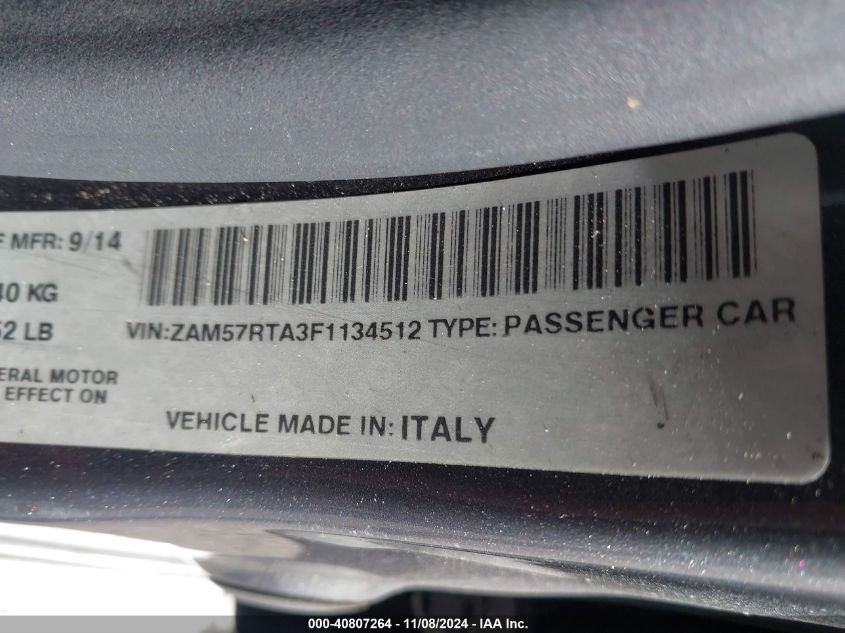 F MFR: 9/14
40 KG
52 LB
VIN:ZAM57RTA3F1134512 TYPE: PASSENGER CAR
ERAL MOTOR
EFFECT ON
VEHICLE MADE IN: ITALY
000-40807264 - 11/08/2024 - IAA Inc.